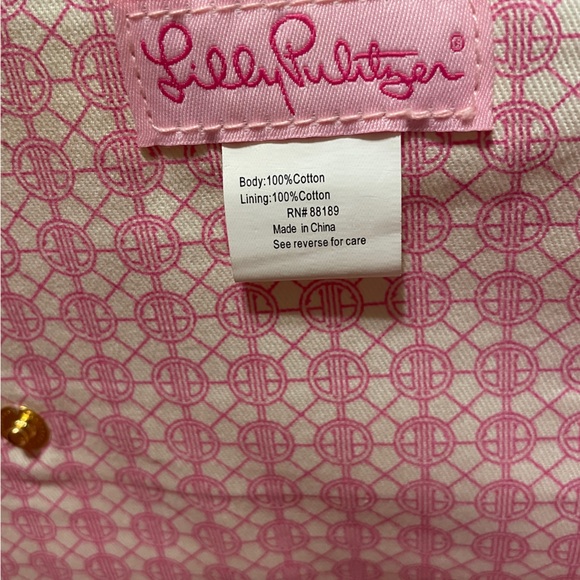 Lilly Pulitzer®
Body:100%Cotton
Lining:100%Cotton
RN# 88189
Made in China
See reverse for care